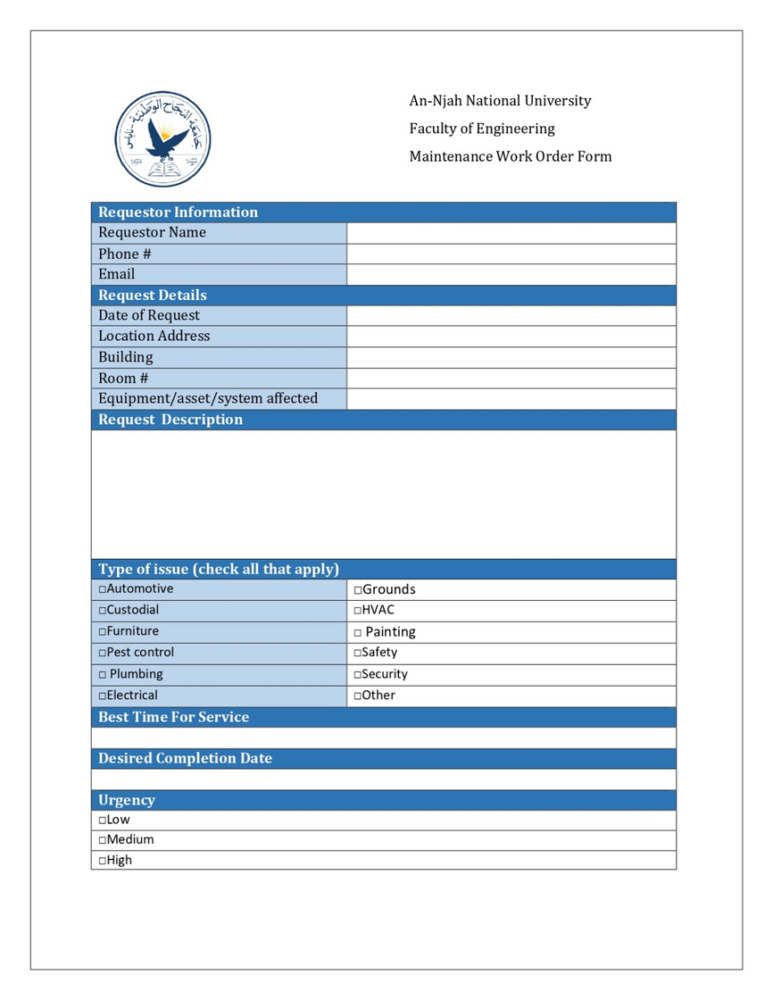 جامعة النجاح الوطنية - نابلس
An-Njah National University
Faculty of Engineering
Maintenance Work Order Form
Requestor Information
Requestor Name
Phone #
Email
Request Details
Date of Request
Location Address
Building
Room #
Equipment/asset/system affected
Request  Description
Type of issue (check all that apply)
□Automotive □Grounds
□Custodial □HVAC
□Furniture □ Painting
□Pest control □Safety
□ Plumbing □Security
□Electrical □Other
Best Time For Service
Desired Completion Date
Urgency
□Low
□Medium
□High